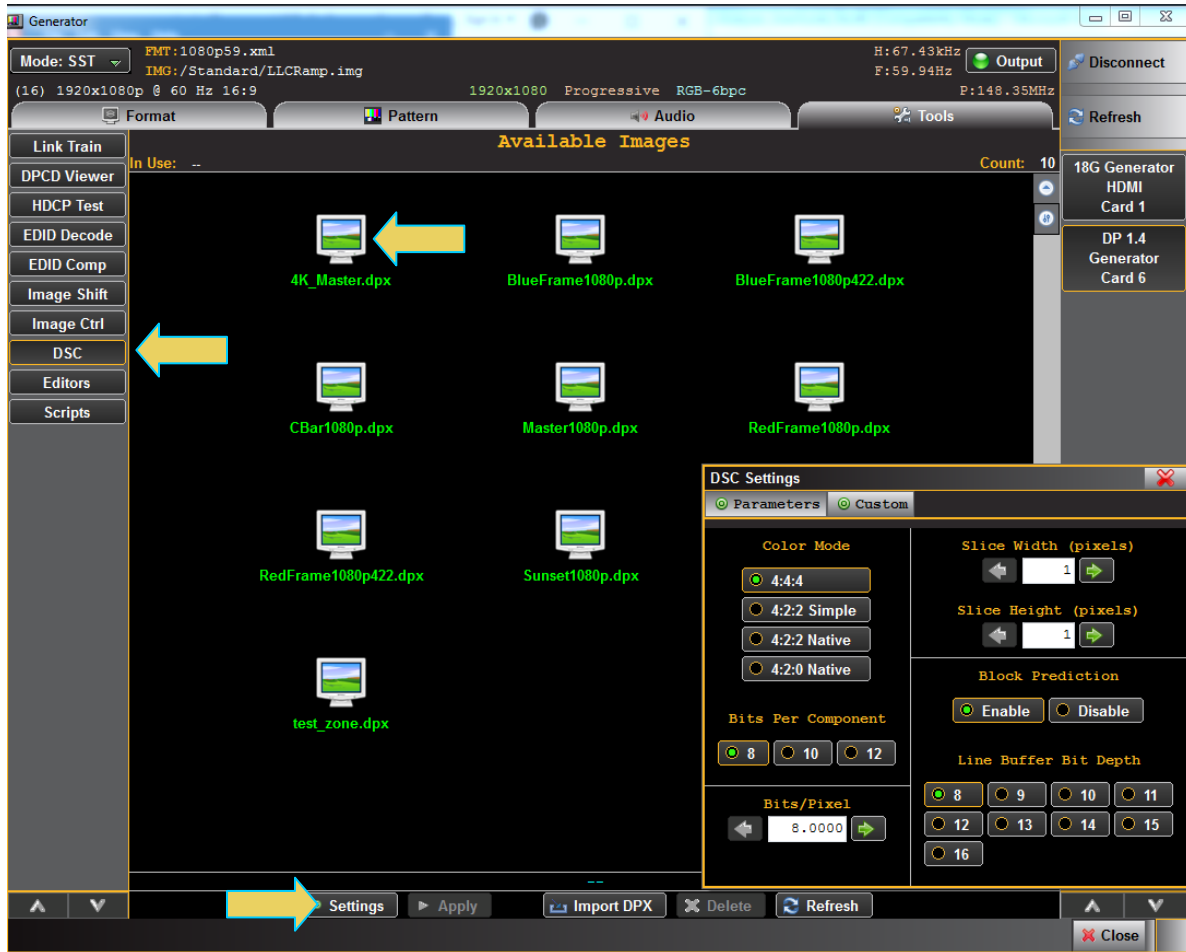 Generator
Mode: SST
FMT:1080p59.xml
IMG:/Standard/LLCRamp.img
H:67.43kHz
F:59.94Hz
Output
(16) 1920x1080p @ 60 Hz 16:9
1920x1080 Progressive RGB-6bpc
P:148.35MHz
Disconnect
Refresh
Format
Pattern
Audio
Tools
Link Train
DPCD Viewer
HDCP Test
EDID Decode
EDID Comp
Image Shift
Image Ctrl
DSC
Editors
Scripts
Available Images
In Use: --
Count: 10
18G Generator
HDMI
Card 1
DP 1.4
Generator
Card 6
4K_Master.dpx
BlueFrame1080p.dpx
BlueFrame1080p422.dpx
CBar1080p.dpx
Master1080p.dpx
RedFrame1080p.dpx
RedFrame1080p422.dpx
Sunset1080p.dpx
test_zone.dpx
DSC Settings
Parameters
Custom
Color Mode
4:4:4
4:2:2 Simple
4:2:2 Native
4:2:0 Native
Bits Per Component
8 10 12
Bits/Pixel
8.0000
Slice Width (pixels)
1
Slice Height (pixels)
1
Block Prediction
Enable Disable
Line Buffer Bit Depth
8 9 10 11
12 13 14 15
16
--
Settings
Apply
Import DPX
Delete
Refresh
Close